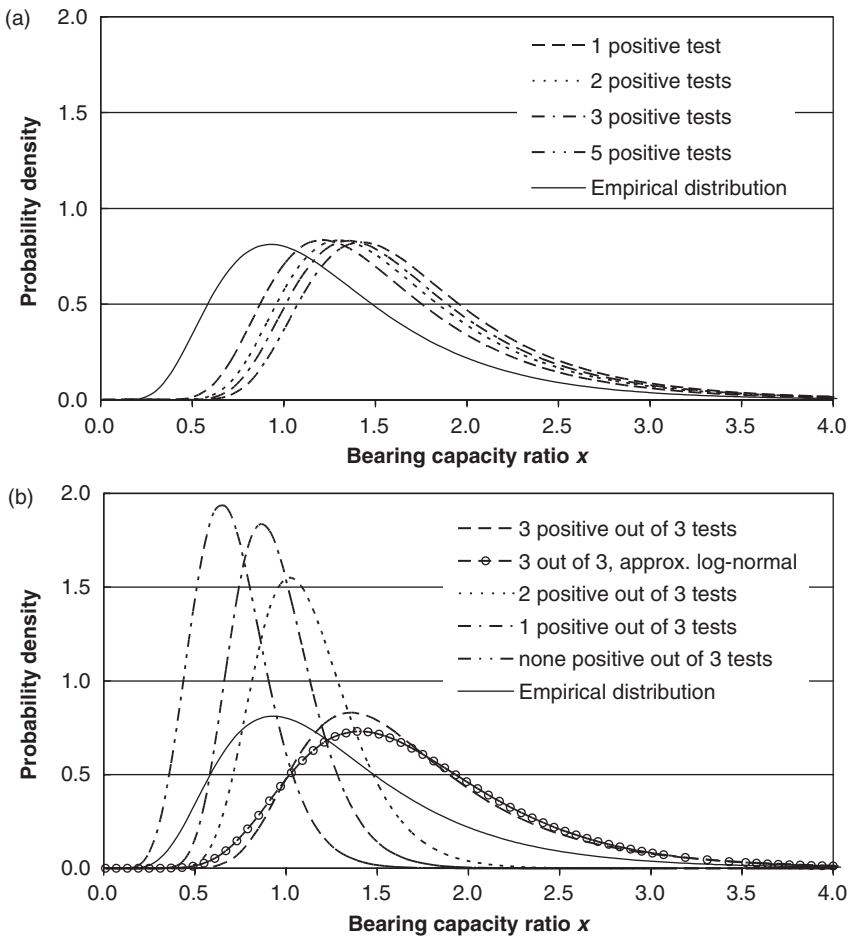 (a)
2.0
1.5
1.0
0.5
0.0
Probability density
1 positive test
2 positive tests
3 positive tests
5 positive tests
Empirical distribution
0.0 0.5 1.0 1.5 2.0 2.5 3.0 3.5 4.0
Bearing capacity ratio x
(b)
2.0
1.5
1.0
0.5
0.0
Probability density
3 positive out of 3 tests
3 out of 3, approx. log-normal
2 positive out of 3 tests
1 positive out of 3 tests
none positive out of 3 tests
Empirical distribution
0.0 0.5 1.0 1.5 2.0 2.5 3.0 3.5 4.0
Bearing capacity ratio x